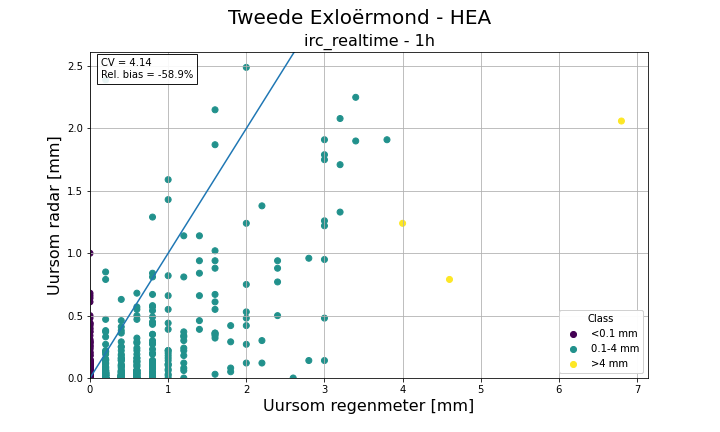 Tweede Exloërmond - HEA
irc_realtime - 1h
CV = 4.14
Rel. bias = -58.9%
Uursom radar [mm]
2.5
2.0
1.5
1.0
0.5
0.0
0
1
2
3
4
5
6
7
Uursom regenmeter [mm]
Class
<0.1 mm
0.1-4 mm
>4 mm